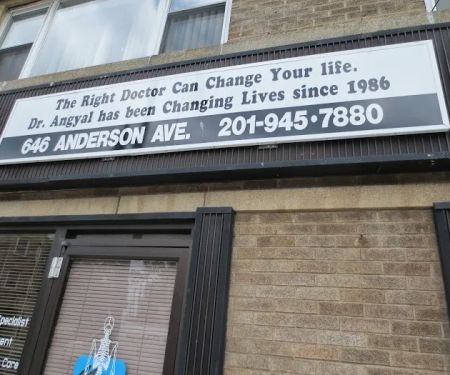 The Right Doctor Can Change Your life.
Dr. Angyal has been Changing Lives since 1986
646 ANDERSON AVE. 201-945•7880
Care